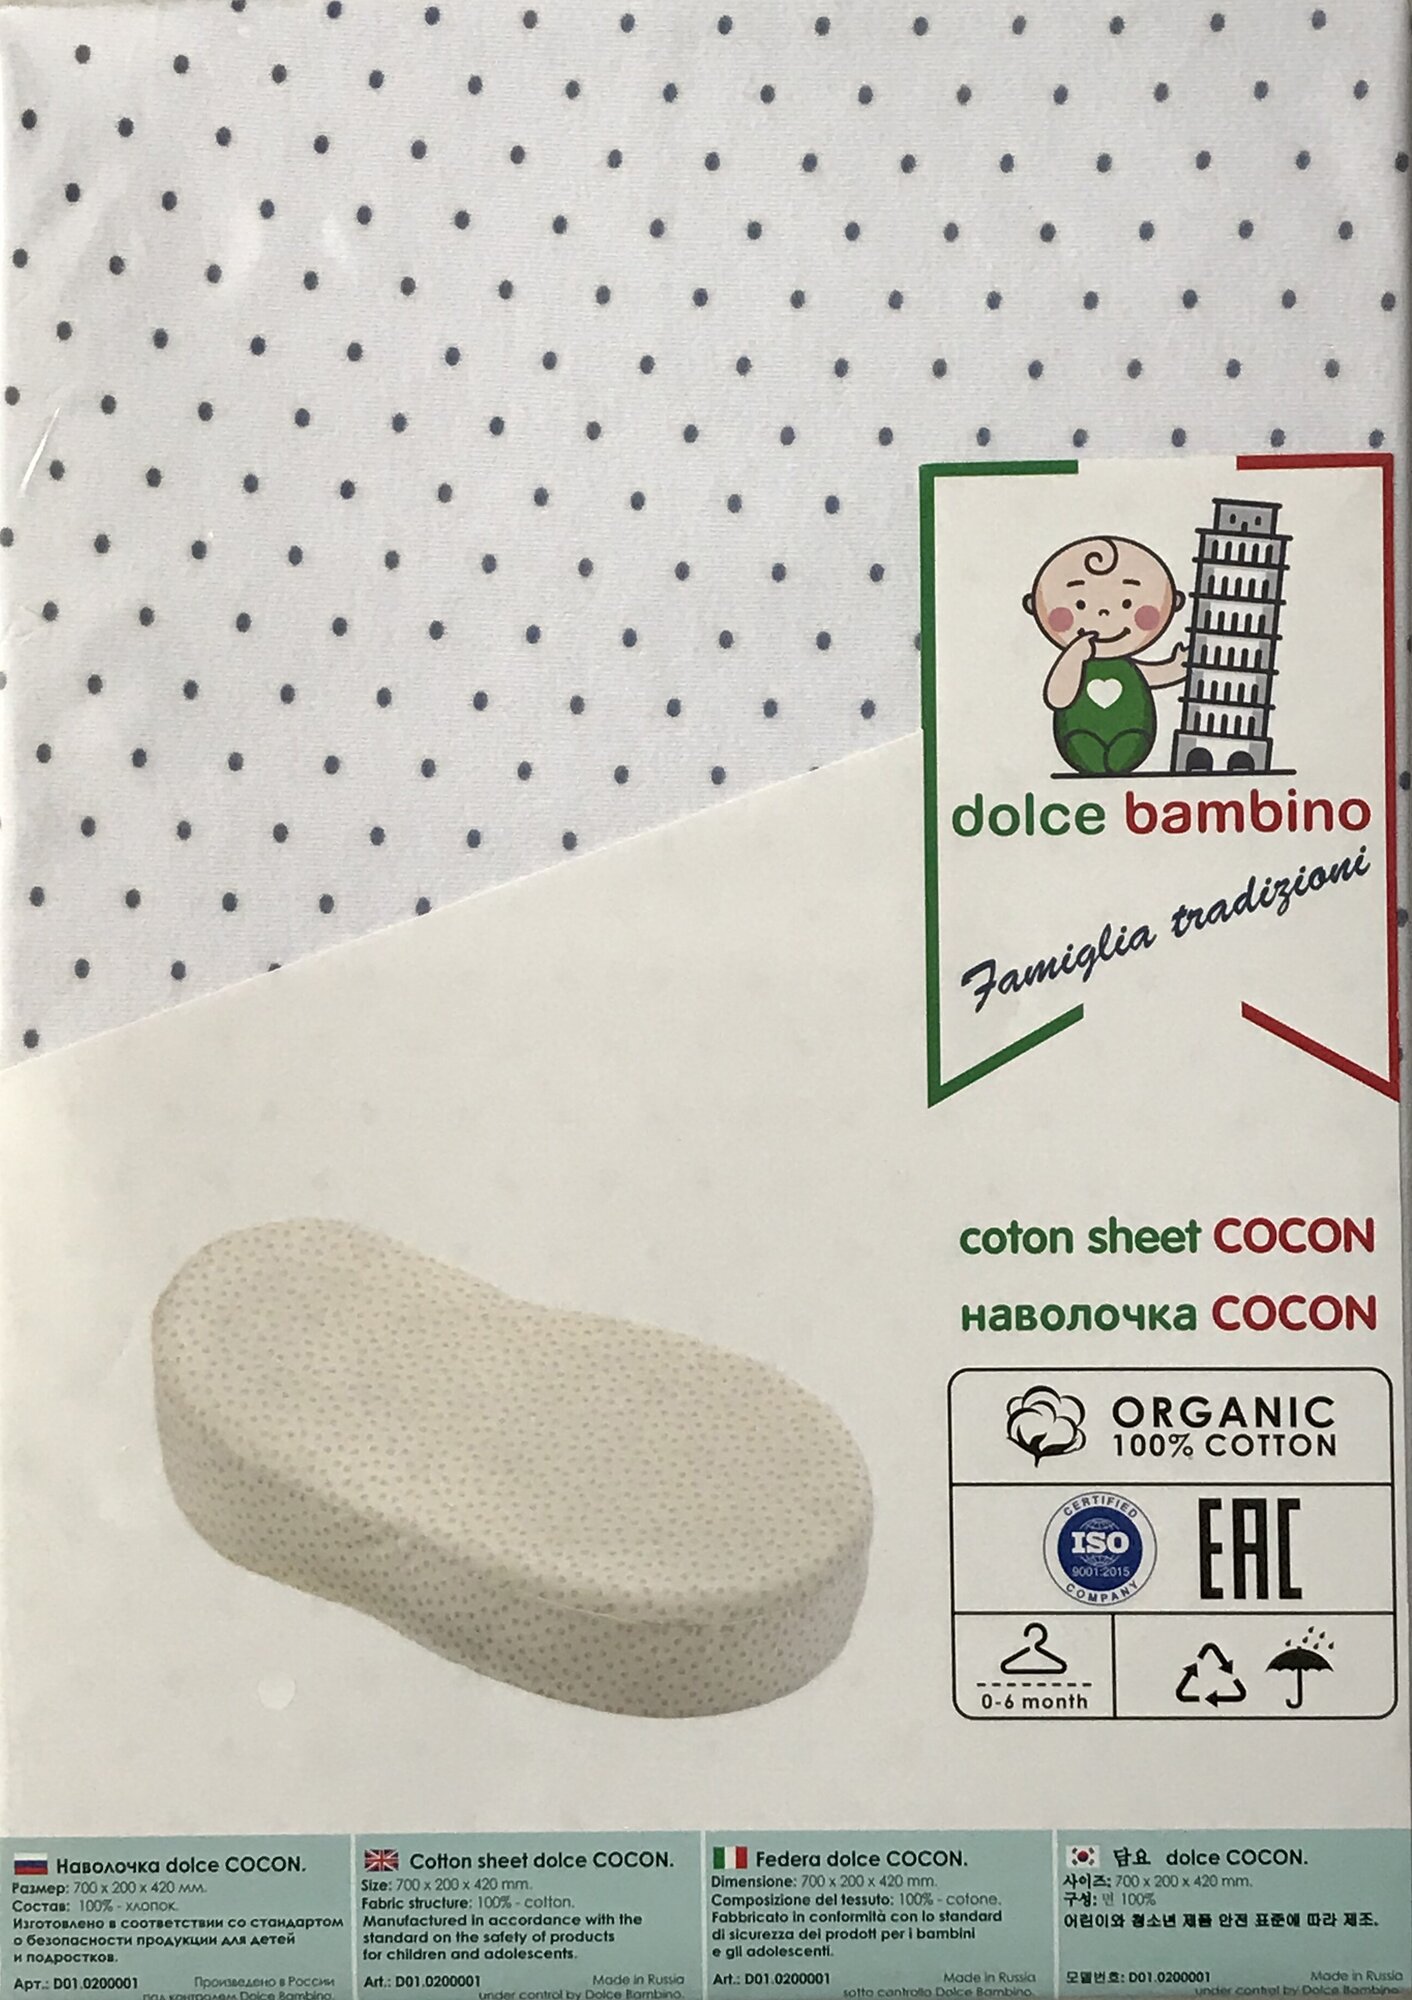 dolce bambino
Famiglia tradizioni
coton sheet COCON
наволочка COCON
ORGANIC
100% COTTON
CERTIFIED
ISO
9001:2015
COMPANY
EAC
0-6 month
Наволочка dolce COCON.
Размер: 700 x 200 x 420 мм.
Состав: 100% - хлопок.
Изготовлено в соответствии со стандартом
о безопасности продукции для детей
и подростков.
Арт.: D01.0200001
Произведено в России
под контролем Dolce Bambino.
Cotton sheet dolce COCON.
Size: 700 x 200 x 420 mm.
Fabric structure: 100% - cotton.
Manufactured in accordance with the
standard on the safety of products
for children and adolescents.
Art.: D01.0200001
Made in Russia
under control by Dolce Bambino.
Federa dolce COCON.
Dimensione: 700 x 200 x 420 mm.
Composizione del tessuto: 100% - cotone.
Fabbricato in conformità con lo standard
di sicurezza dei prodotti per i bambini
e gli adolescenti.
Art.: D01.0200001
Made in Russia
sotto controllo Dolce Bambino.
담요 dolce COCON.
사이즈: 700 x 200 x 420 mm.
구성: 면 100%
어린이와 청소년 제품 안전 표준에 따라 제조.
모델번호: D01.0200001
Made in Russia
under control by Dolce Bambino